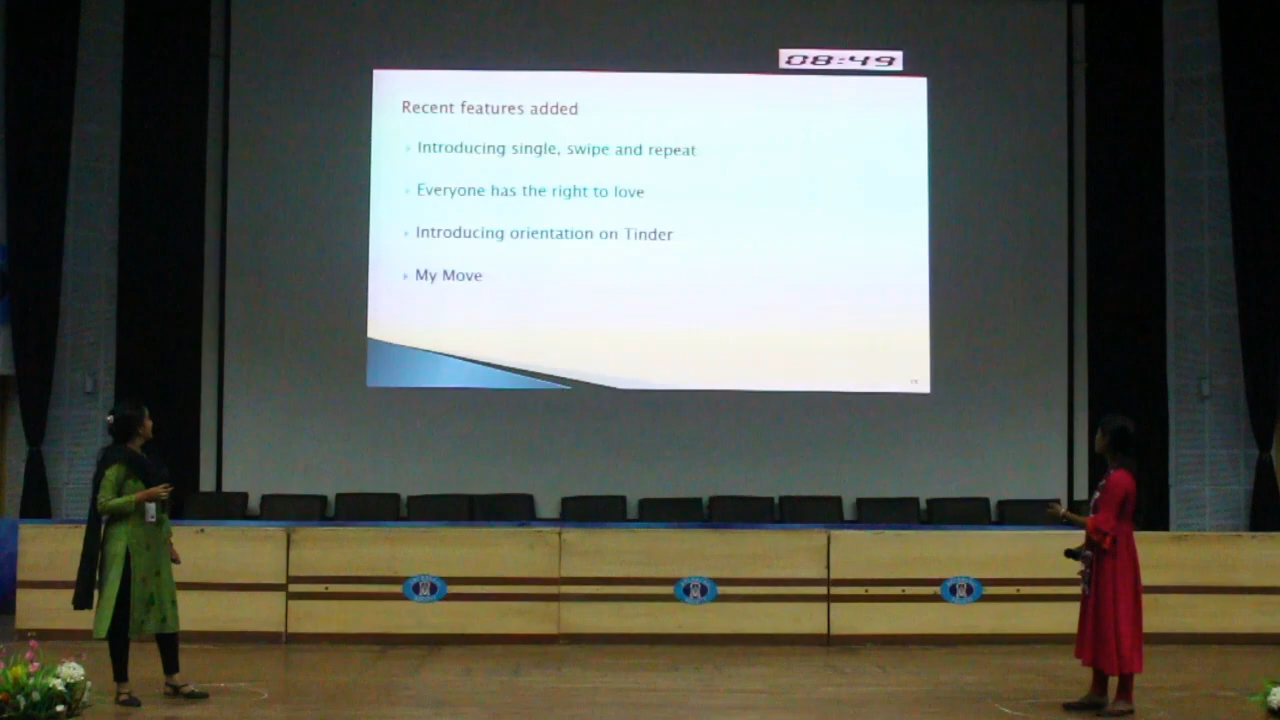 08:49
Recent features added
Introducing single, swipe and repeat
Everyone has the right to love
Introducing orientation on Tinder
My Move